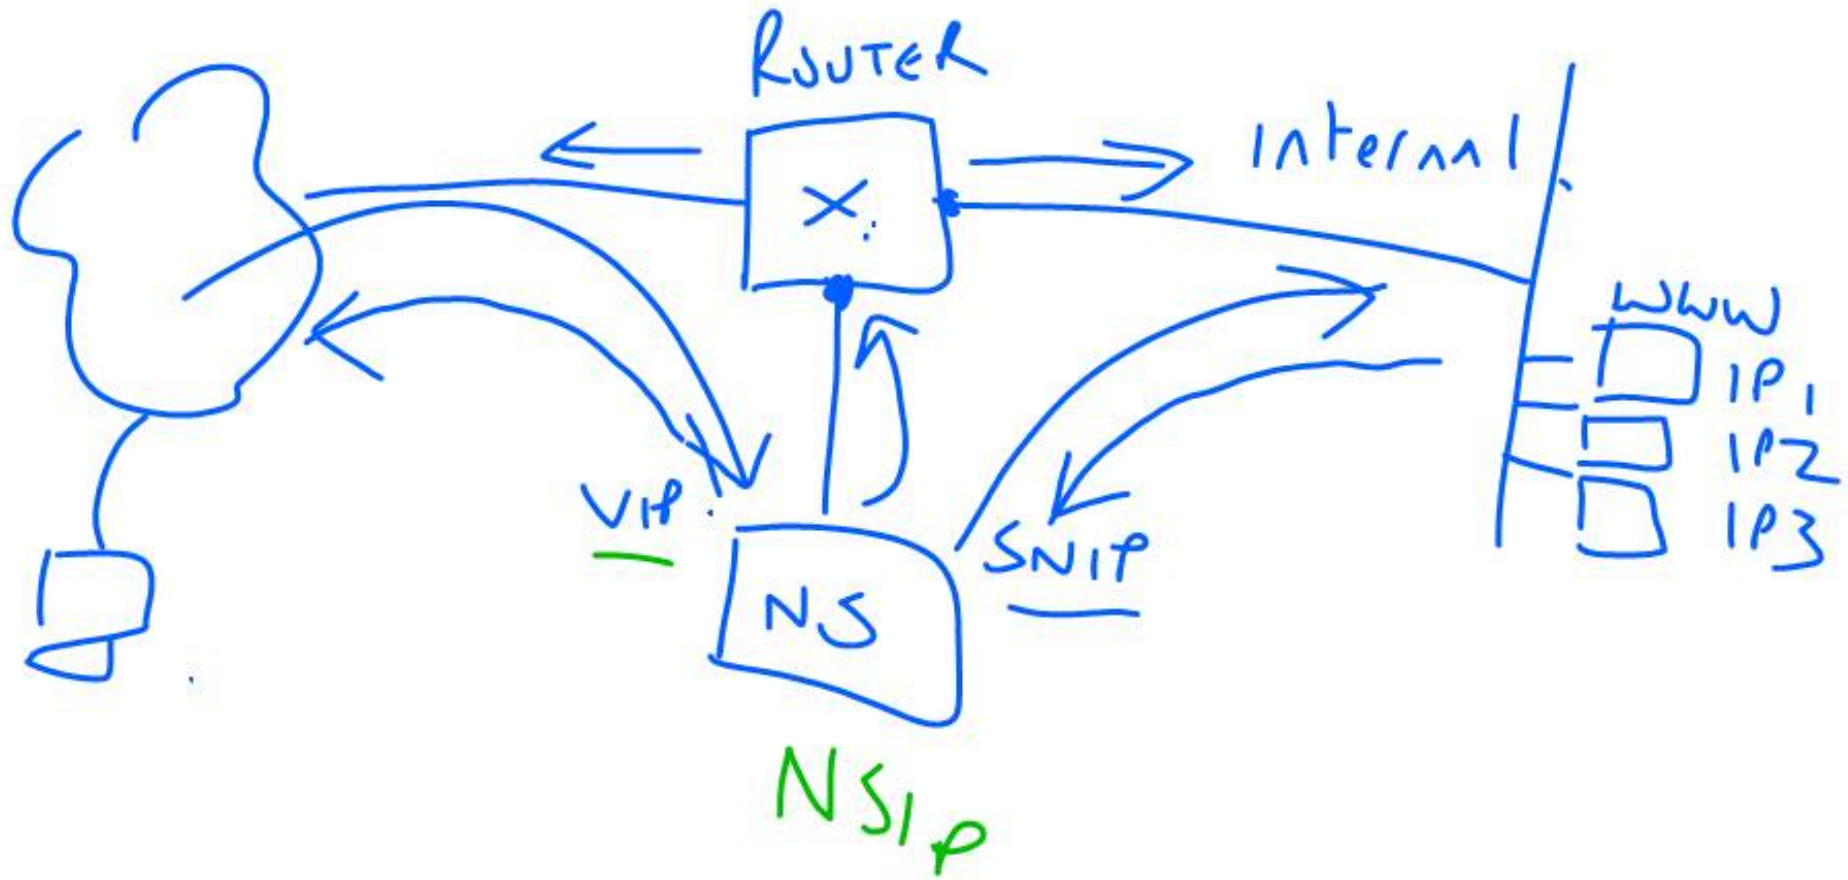 ROUTER
Internal
X
WWW
IP1
IP2
IP3
VIP
SNIP
NS
NSIP